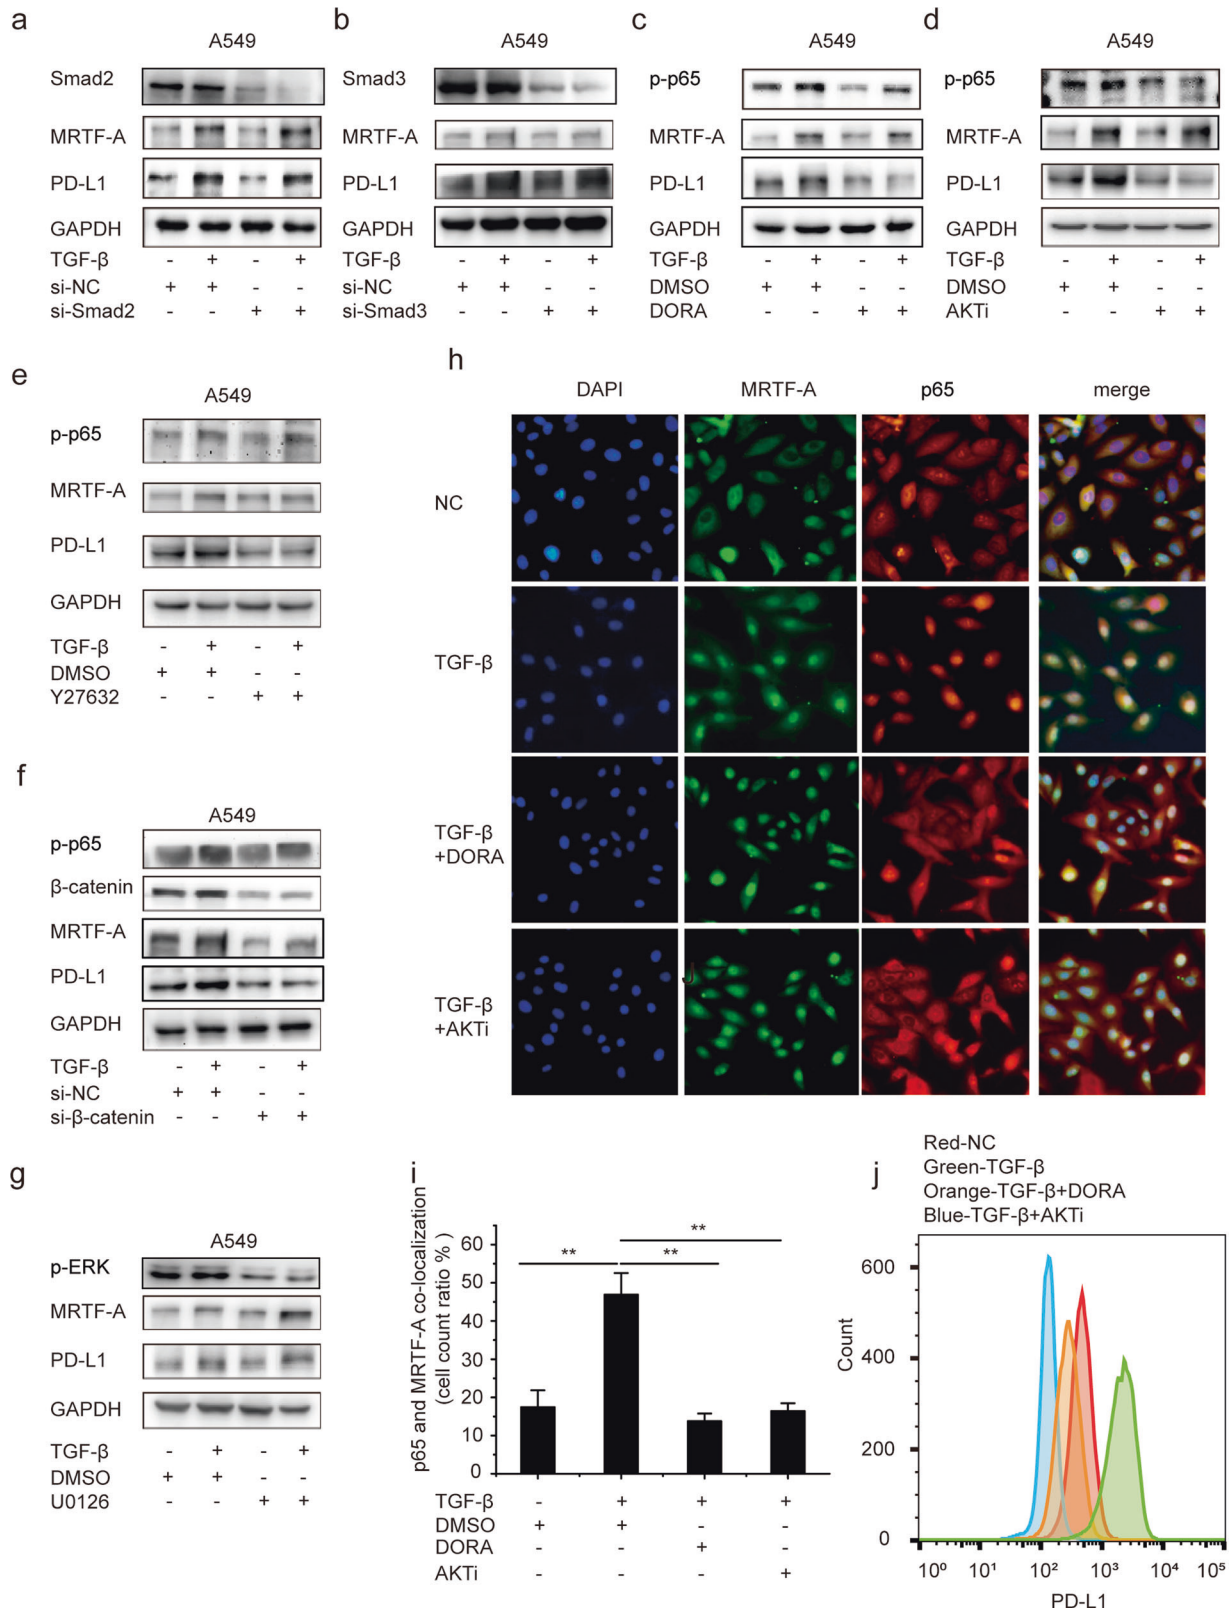 a
A549
Smad2
MRTF-A
PD-L1
GAPDH
TGF-β - + - +
si-NC + + - -
si-Smad2 - - + +
b
A549
Smad3
MRTF-A
PD-L1
GAPDH
TGF-β - + - +
si-NC + + - -
si-Smad3 - - + +
c
A549
p-p65
MRTF-A
PD-L1
GAPDH
TGF-β - + - +
DMSO + + - -
DORA - - + +
d
A549
p-p65
MRTF-A
PD-L1
GAPDH
TGF-β - + - +
DMSO + + - -
AKTi - - + +
e
A549
p-p65
MRTF-A
PD-L1
GAPDH
TGF-β - + - +
DMSO + + - -
Y27632 - - + +
f
A549
p-p65
β-catenin
MRTF-A
PD-L1
GAPDH
TGF-β - + - +
si-NC + + - -
si-β-catenin - - + +
g
A549
p-ERK
MRTF-A
PD-L1
GAPDH
TGF-β - + - +
DMSO + + - -
U0126 - - + +
h
DAPI MRTF-A p65 merge
NC
TGF-β
TGF-β
+DORA
TGF-β
+AKTi
J
i
p65 and MRTF-A co-localization
(cell count ratio %)
60
50
40
30
20
10
0
**
** **
TGF-β - + + +
DMSO + + - -
DORA - - + -
AKTi - - - +
j
Red-NC
Green-TGF-β
Orange-TGF-β+DORA
Blue-TGF-β+AKTi
Count
600
400
200
0
10⁰ 10¹ 10² 10³ 10⁴ 10⁵
PD-L1